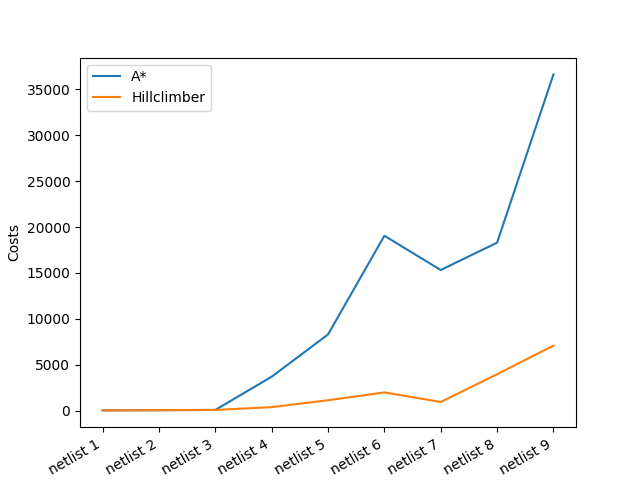 A*
Hillclimber
Costs
35000
30000
25000
20000
15000
10000
5000
0
netlist 1
netlist 2
netlist 3
netlist 4
netlist 5
netlist 6
netlist 7
netlist 8
netlist 9